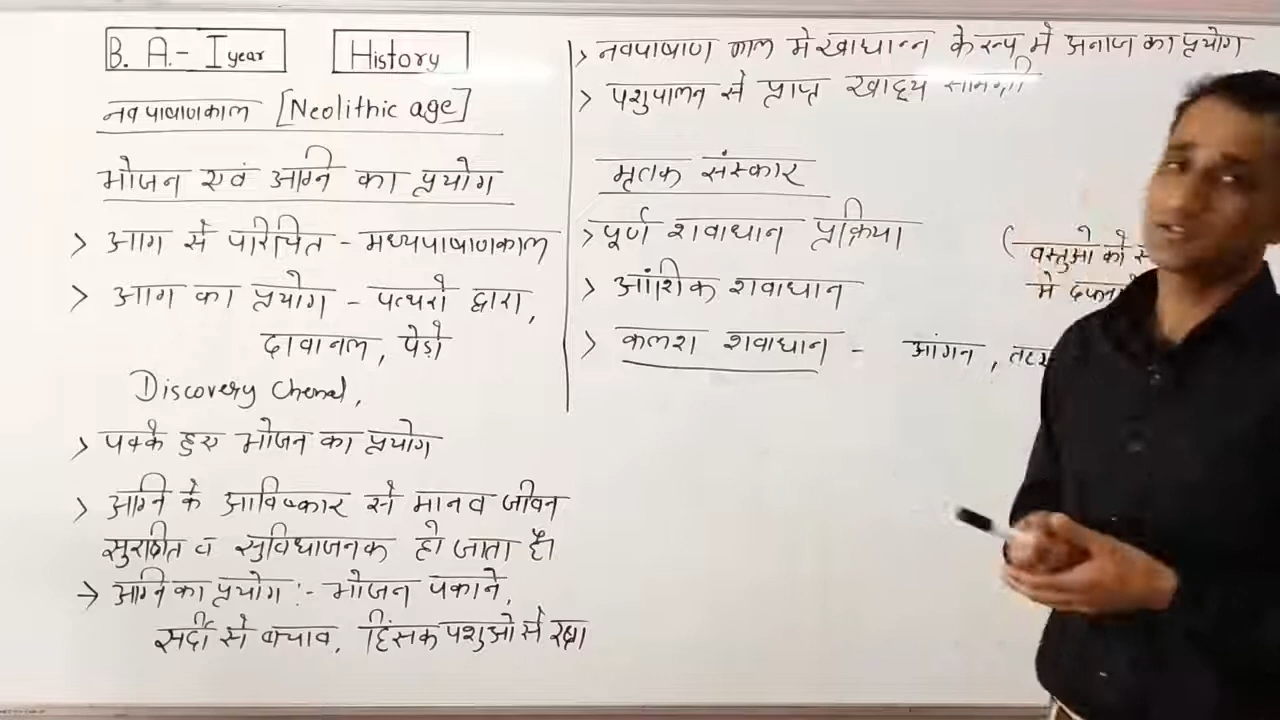 B. A. - I year
History
नवपाषाणकाल [Neolithic age]
भोजन एवं अग्नि का प्रयोग
> आग से परिचित - मध्यपाषाणकाल
> आग का प्रयोग - पत्थरो द्वारा,
दावानल, पेड़ो
Discovery Chenal,
> पक्के हुए भोजन का प्रयोग
> अग्नि के आविष्कार से मानव जीवन
सुरक्षित व सुविधाजनक हो जाता है।
→ अग्नि का प्रयोग :- भोजन पकाने,
सर्दी से बचाव, हिंसक पशुओ से रक्षा
> नवपाषाण काल मे खाधान्न के रूप मे अनाज का प्रयोग
> पशुपालन से प्राप्त खाद्य सामग्री
मृतक संस्कार
> पूर्ण शवाधान प्रक्रिया
(वस्तुओ को
मे
> आंशिक शवाधान
> कलश शवाधान - आंगन,